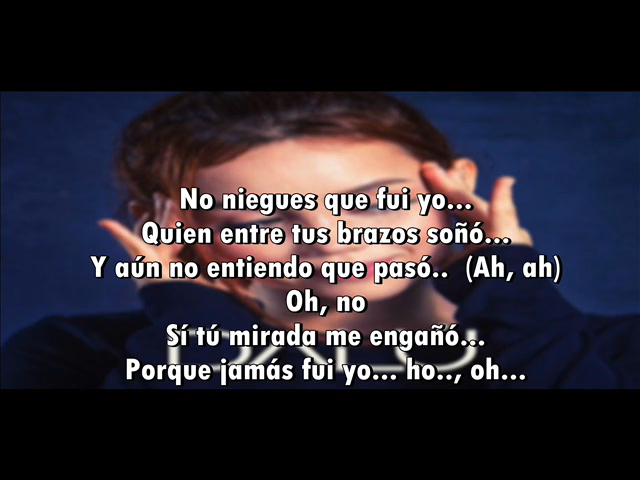 No niegues que fui yo...
Quien entre tus brazos soñó...
Y aún no entiendo que pasó.. (Ah, ah)
Oh, no
Sí tú mirada me engañó...
Porque jamás fui yo... ho.., oh...